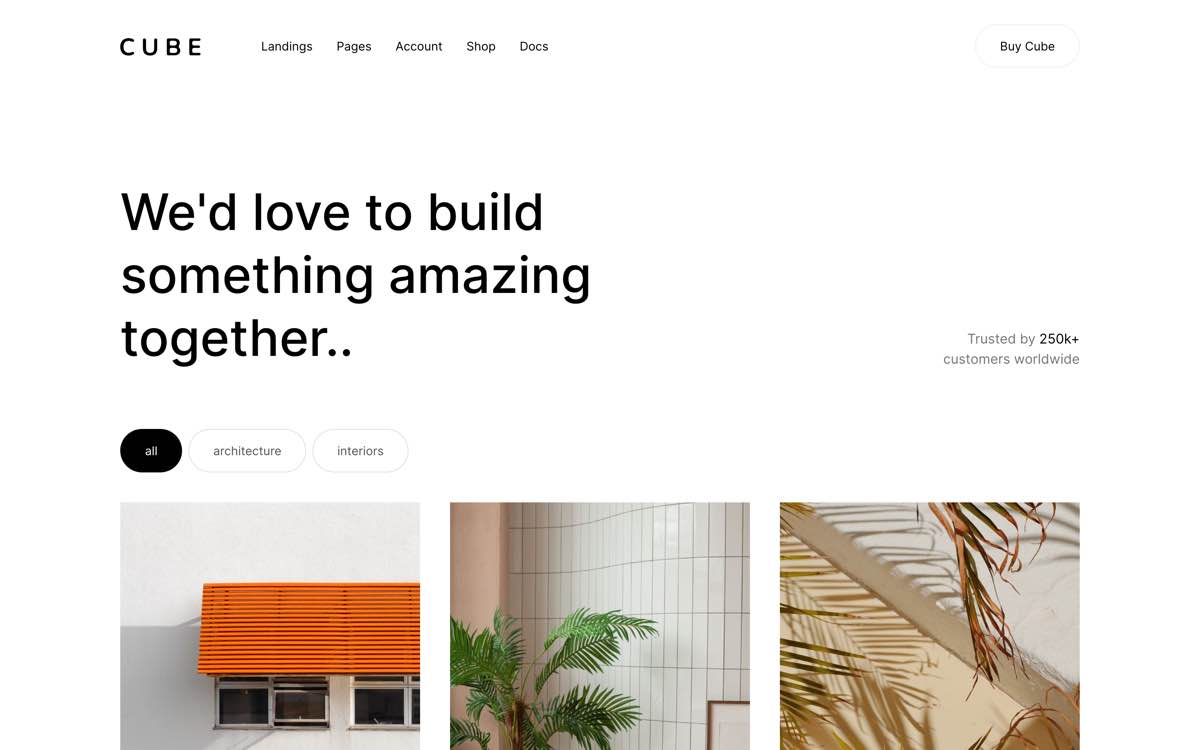 CUBE
Landings Pages Account Shop Docs
Buy Cube
We'd love to build
something amazing
together..
Trusted by 250k+
customers worldwide
all architecture interiors